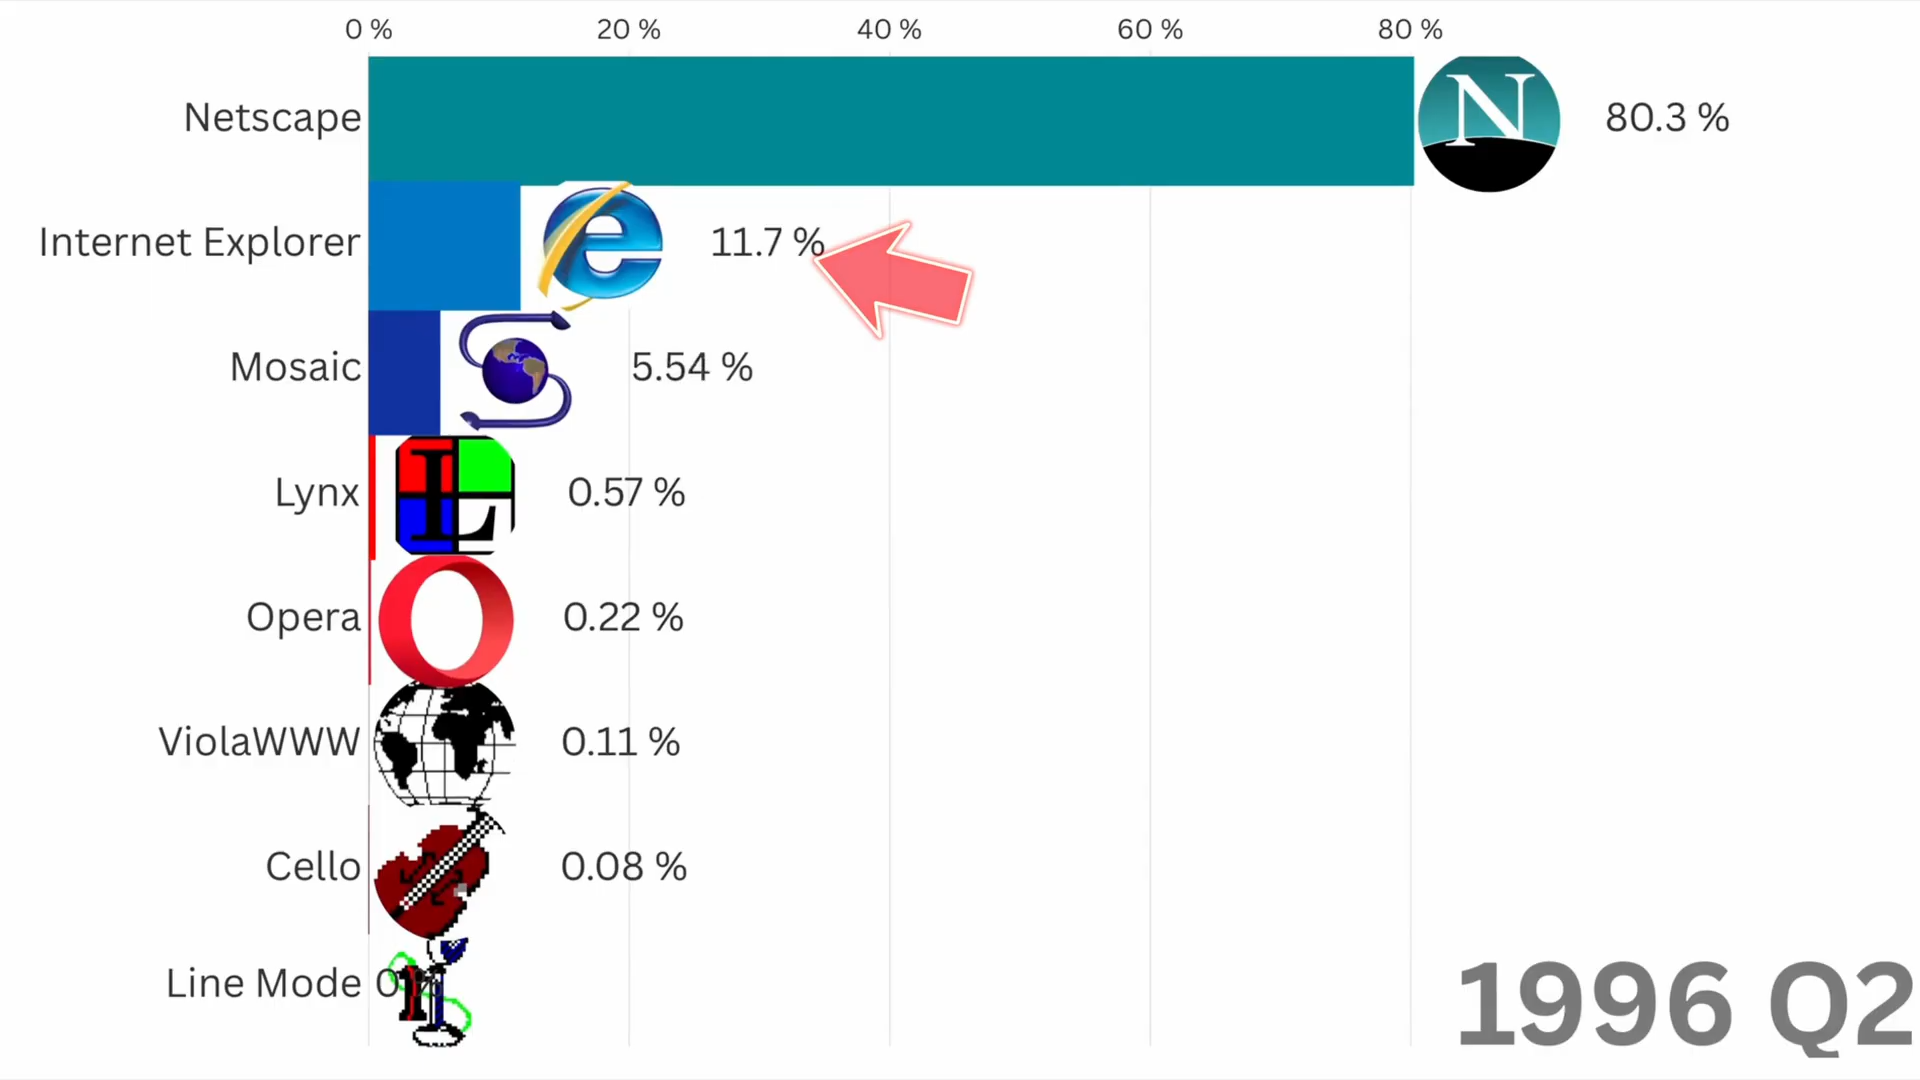 0 % 20 % 40 % 60 % 80 %
Netscape 80.3 %
Internet Explorer 11.7 %
Mosaic 5.54 %
Lynx 0.57 %
Opera 0.22 %
ViolaWWW 0.11 %
Cello 0.08 %
Line Mode 0 %
1996 Q2